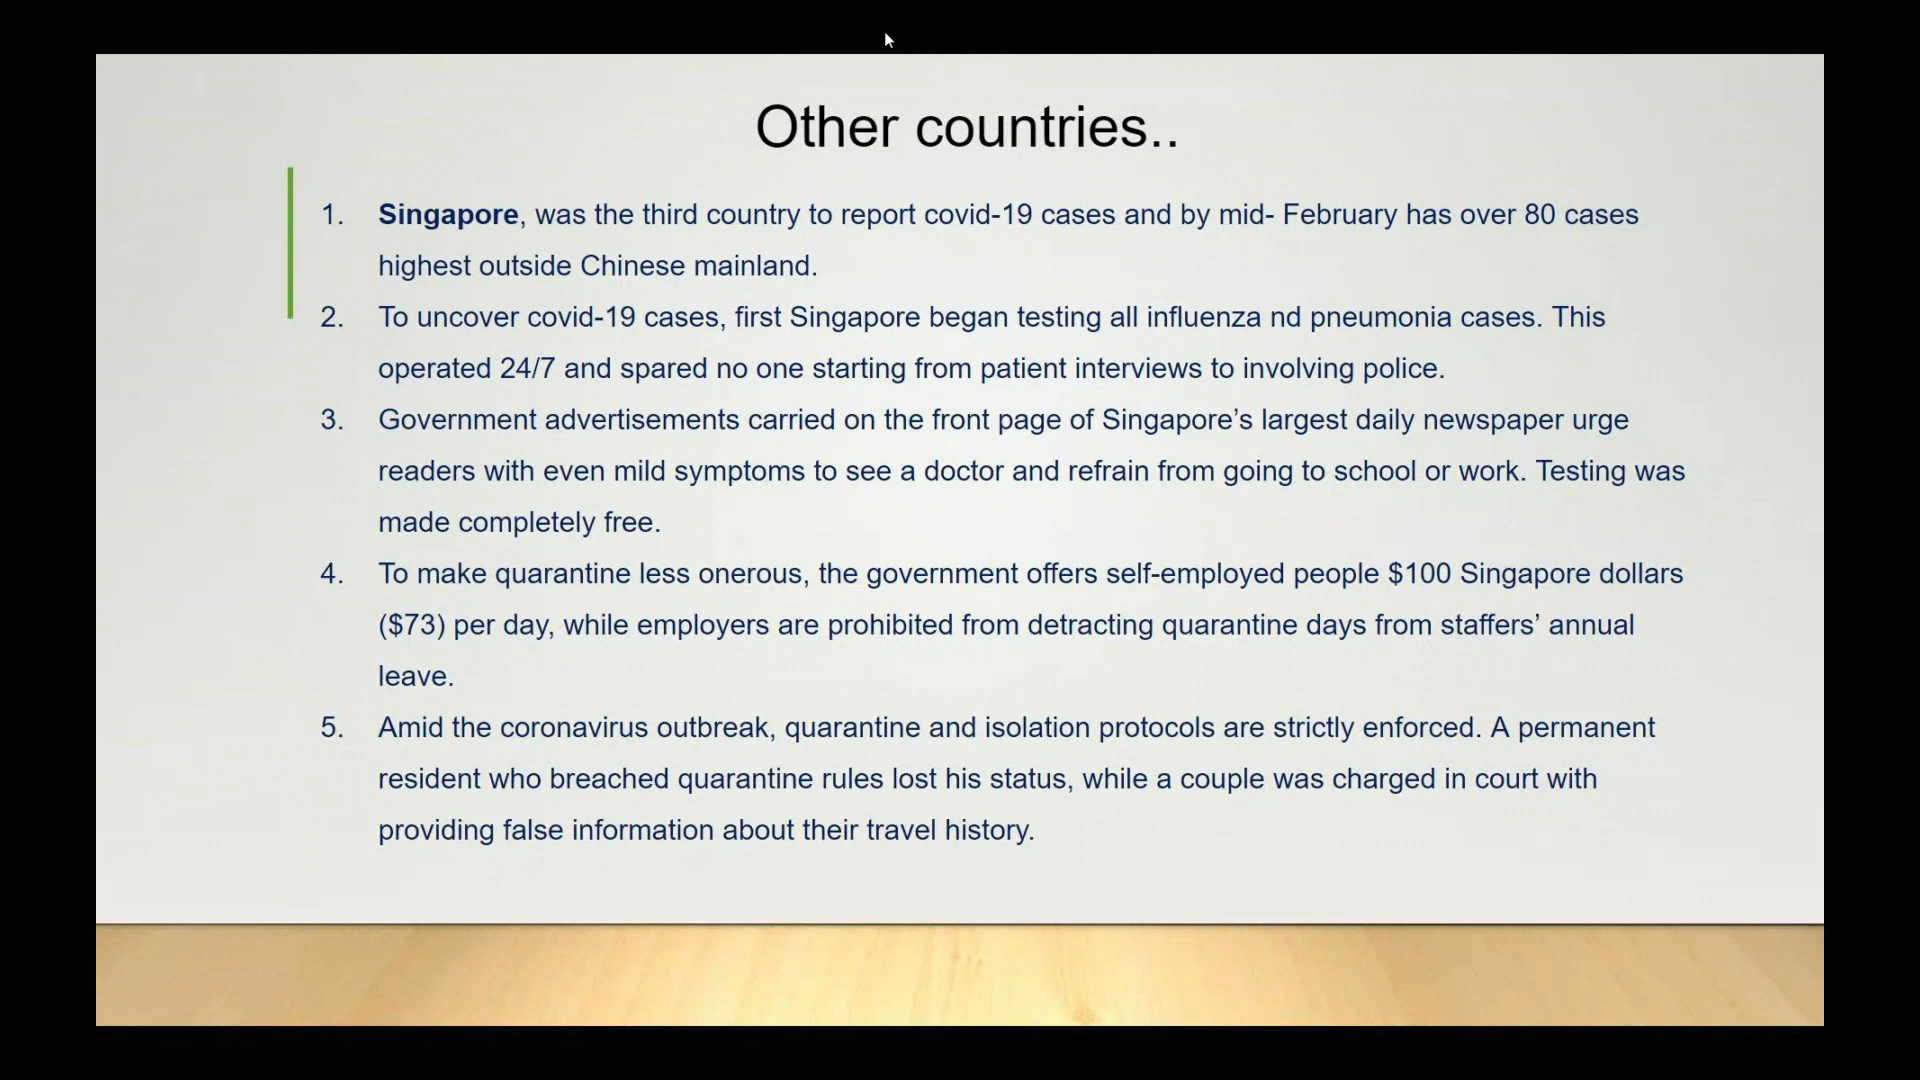 Other countries..
1. Singapore, was the third country to report covid-19 cases and by mid- February has over 80 cases
highest outside Chinese mainland.
2. To uncover covid-19 cases, first Singapore began testing all influenza nd pneumonia cases. This
operated 24/7 and spared no one starting from patient interviews to involving police.
3. Government advertisements carried on the front page of Singapore’s largest daily newspaper urge
readers with even mild symptoms to see a doctor and refrain from going to school or work. Testing was
made completely free.
4. To make quarantine less onerous, the government offers self-employed people $100 Singapore dollars
($73) per day, while employers are prohibited from detracting quarantine days from staffers’ annual
leave.
5. Amid the coronavirus outbreak, quarantine and isolation protocols are strictly enforced. A permanent
resident who breached quarantine rules lost his status, while a couple was charged in court with
providing false information about their travel history.